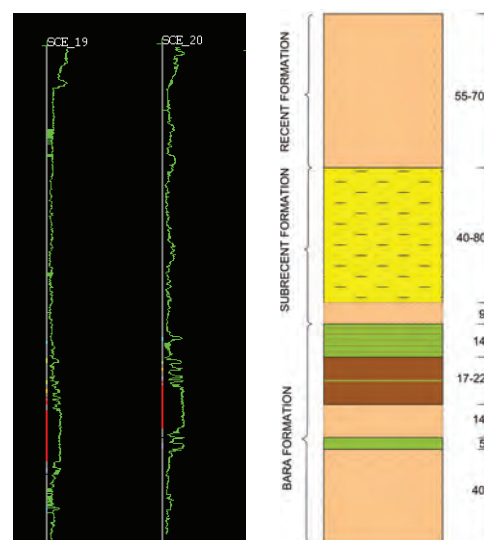 SCE_19
SCE_20
RECENT FORMATION
55-70
SUBRECENT FORMATION
40-80
9
14
17-22
14
5
BARA FORMATION
40